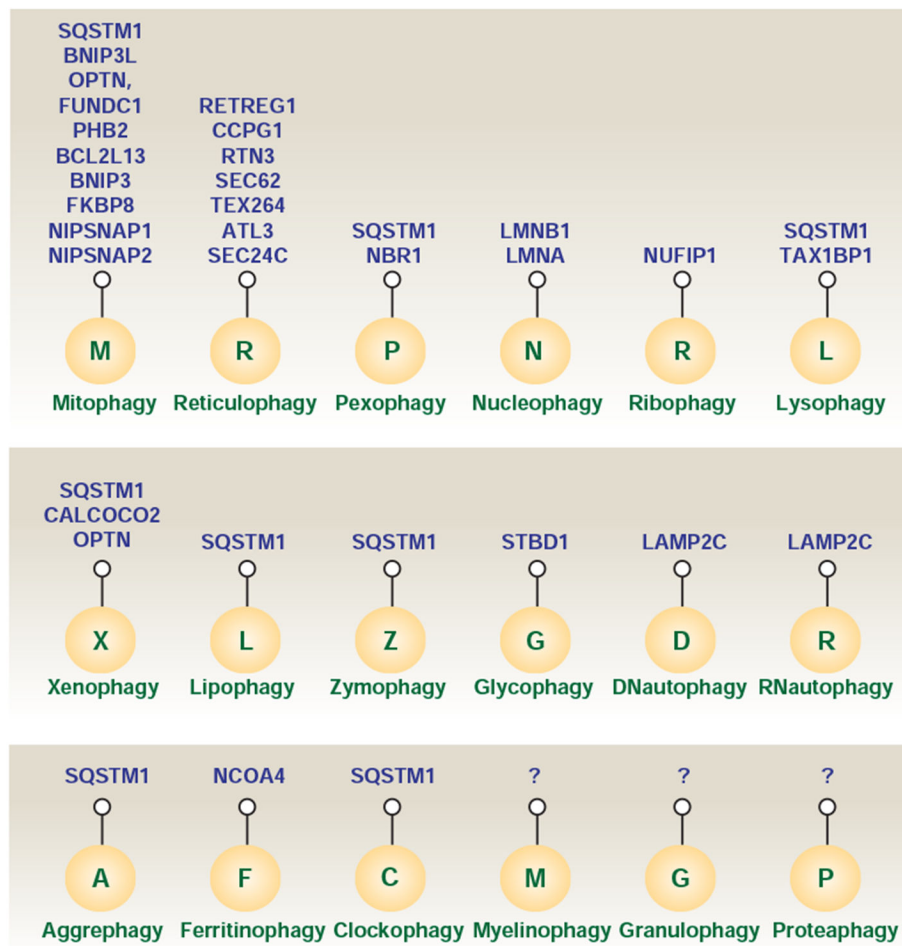 SQSTM1
BNIP3L
OPTN,
FUNDC1
PHB2
BCL2L13
BNIP3
FKBP8
NIPSNAP1
NIPSNAP2
M
Mitophagy
RETREG1
CCPG1
RTN3
SEC62
TEX264
ATL3
SEC24C
R
Reticulophagy
SQSTM1
NBR1
P
Pexophagy
LMNB1
LMNA
N
Nucleophagy
NUFIP1
R
Ribophagy
SQSTM1
TAX1BP1
L
Lysophagy
SQSTM1
CALCOCO2
OPTN
X
Xenophagy
SQSTM1
L
Lipophagy
SQSTM1
Z
Zymophagy
STBD1
G
Glycophagy
LAMP2C
D
DNautophagy
LAMP2C
R
RNautophagy
SQSTM1
A
Aggrephagy
NCOA4
F
Ferritinophagy
SQSTM1
C
Clockophagy
?
M
Myelinophagy
?
G
Granulophagy
?
P
Proteaphagy